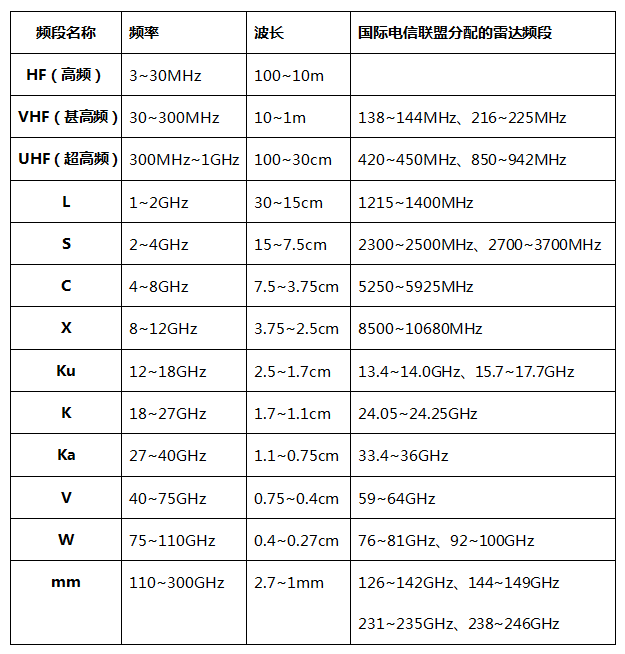 频段名称 频率 波长 国际电信联盟分配的雷达频段
HF（高频） 3~30MHz 100~10m
VHF（甚高频） 30~300MHz 10~1m 138~144MHz、216~225MHz
UHF（超高频） 300MHz~1GHz 100~30cm 420~450MHz、850~942MHz
L 1~2GHz 30~15cm 1215~1400MHz
S 2~4GHz 15~7.5cm 2300~2500MHz、2700~3700MHz
C 4~8GHz 7.5~3.75cm 5250~5925MHz
X 8~12GHz 3.75~2.5cm 8500~10680MHz
Ku 12~18GHz 2.5~1.7cm 13.4~14.0GHz、15.7~17.7GHz
K 18~27GHz 1.7~1.1cm 24.05~24.25GHz
Ka 27~40GHz 1.1~0.75cm 33.4~36GHz
V 40~75GHz 0.75~0.4cm 59~64GHz
W 75~110GHz 0.4~0.27cm 76~81GHz、92~100GHz
mm 110~300GHz 2.7~1mm 126~142GHz、144~149GHz
231~235GHz、238~246GHz